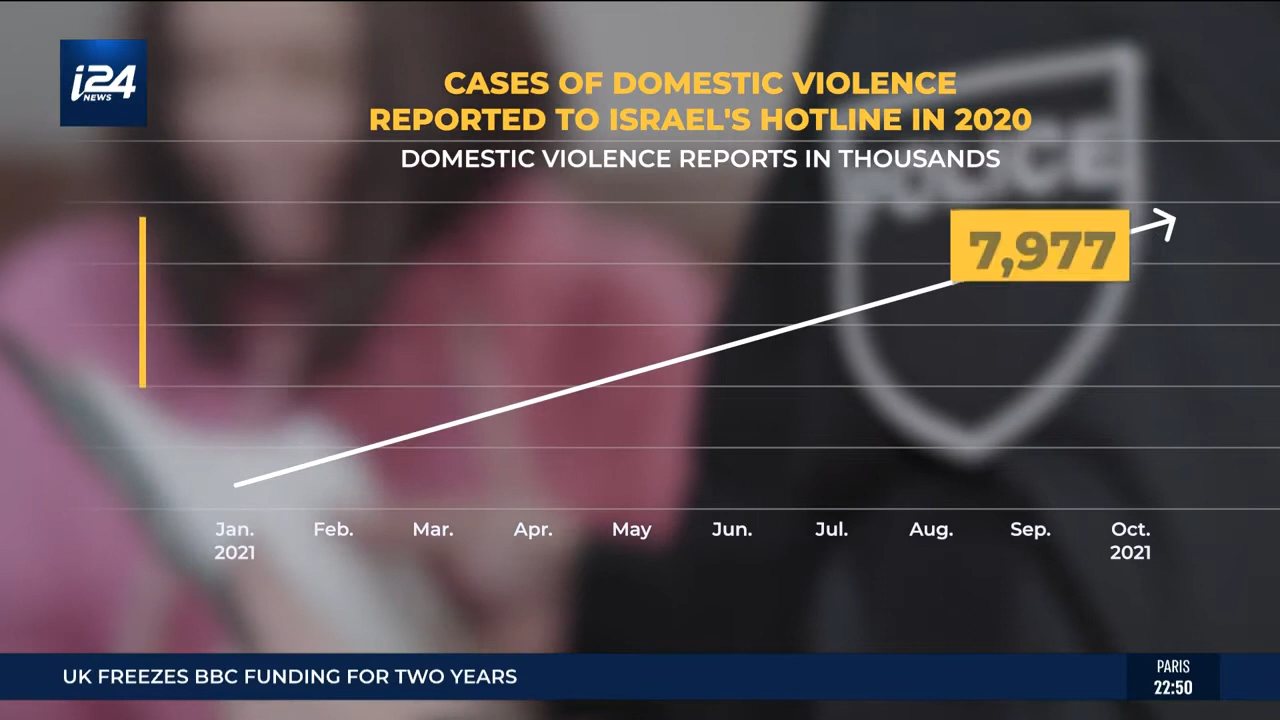 i24
NEWS
CASES OF DOMESTIC VIOLENCE
REPORTED TO ISRAEL'S HOTLINE IN 2020
DOMESTIC VIOLENCE REPORTS IN THOUSANDS
POLICE
7,977
Jan. Feb. Mar. Apr. May Jun. Jul. Aug. Sep. Oct.
2021 2021
UK FREEZES BBC FUNDING FOR TWO YEARS
PARIS
22:50